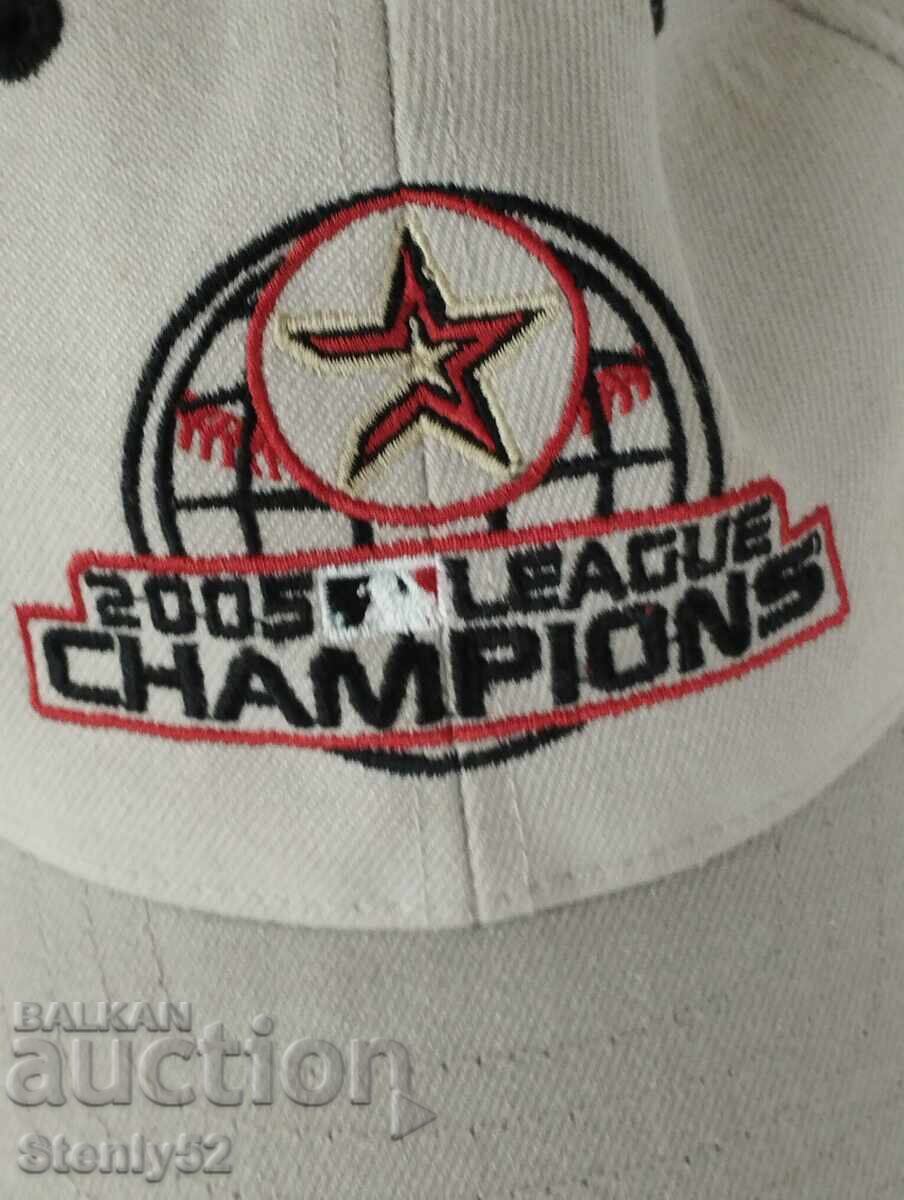 2005 LEAGUE
CHAMPIONS
BALKAN
auction
Stenly52